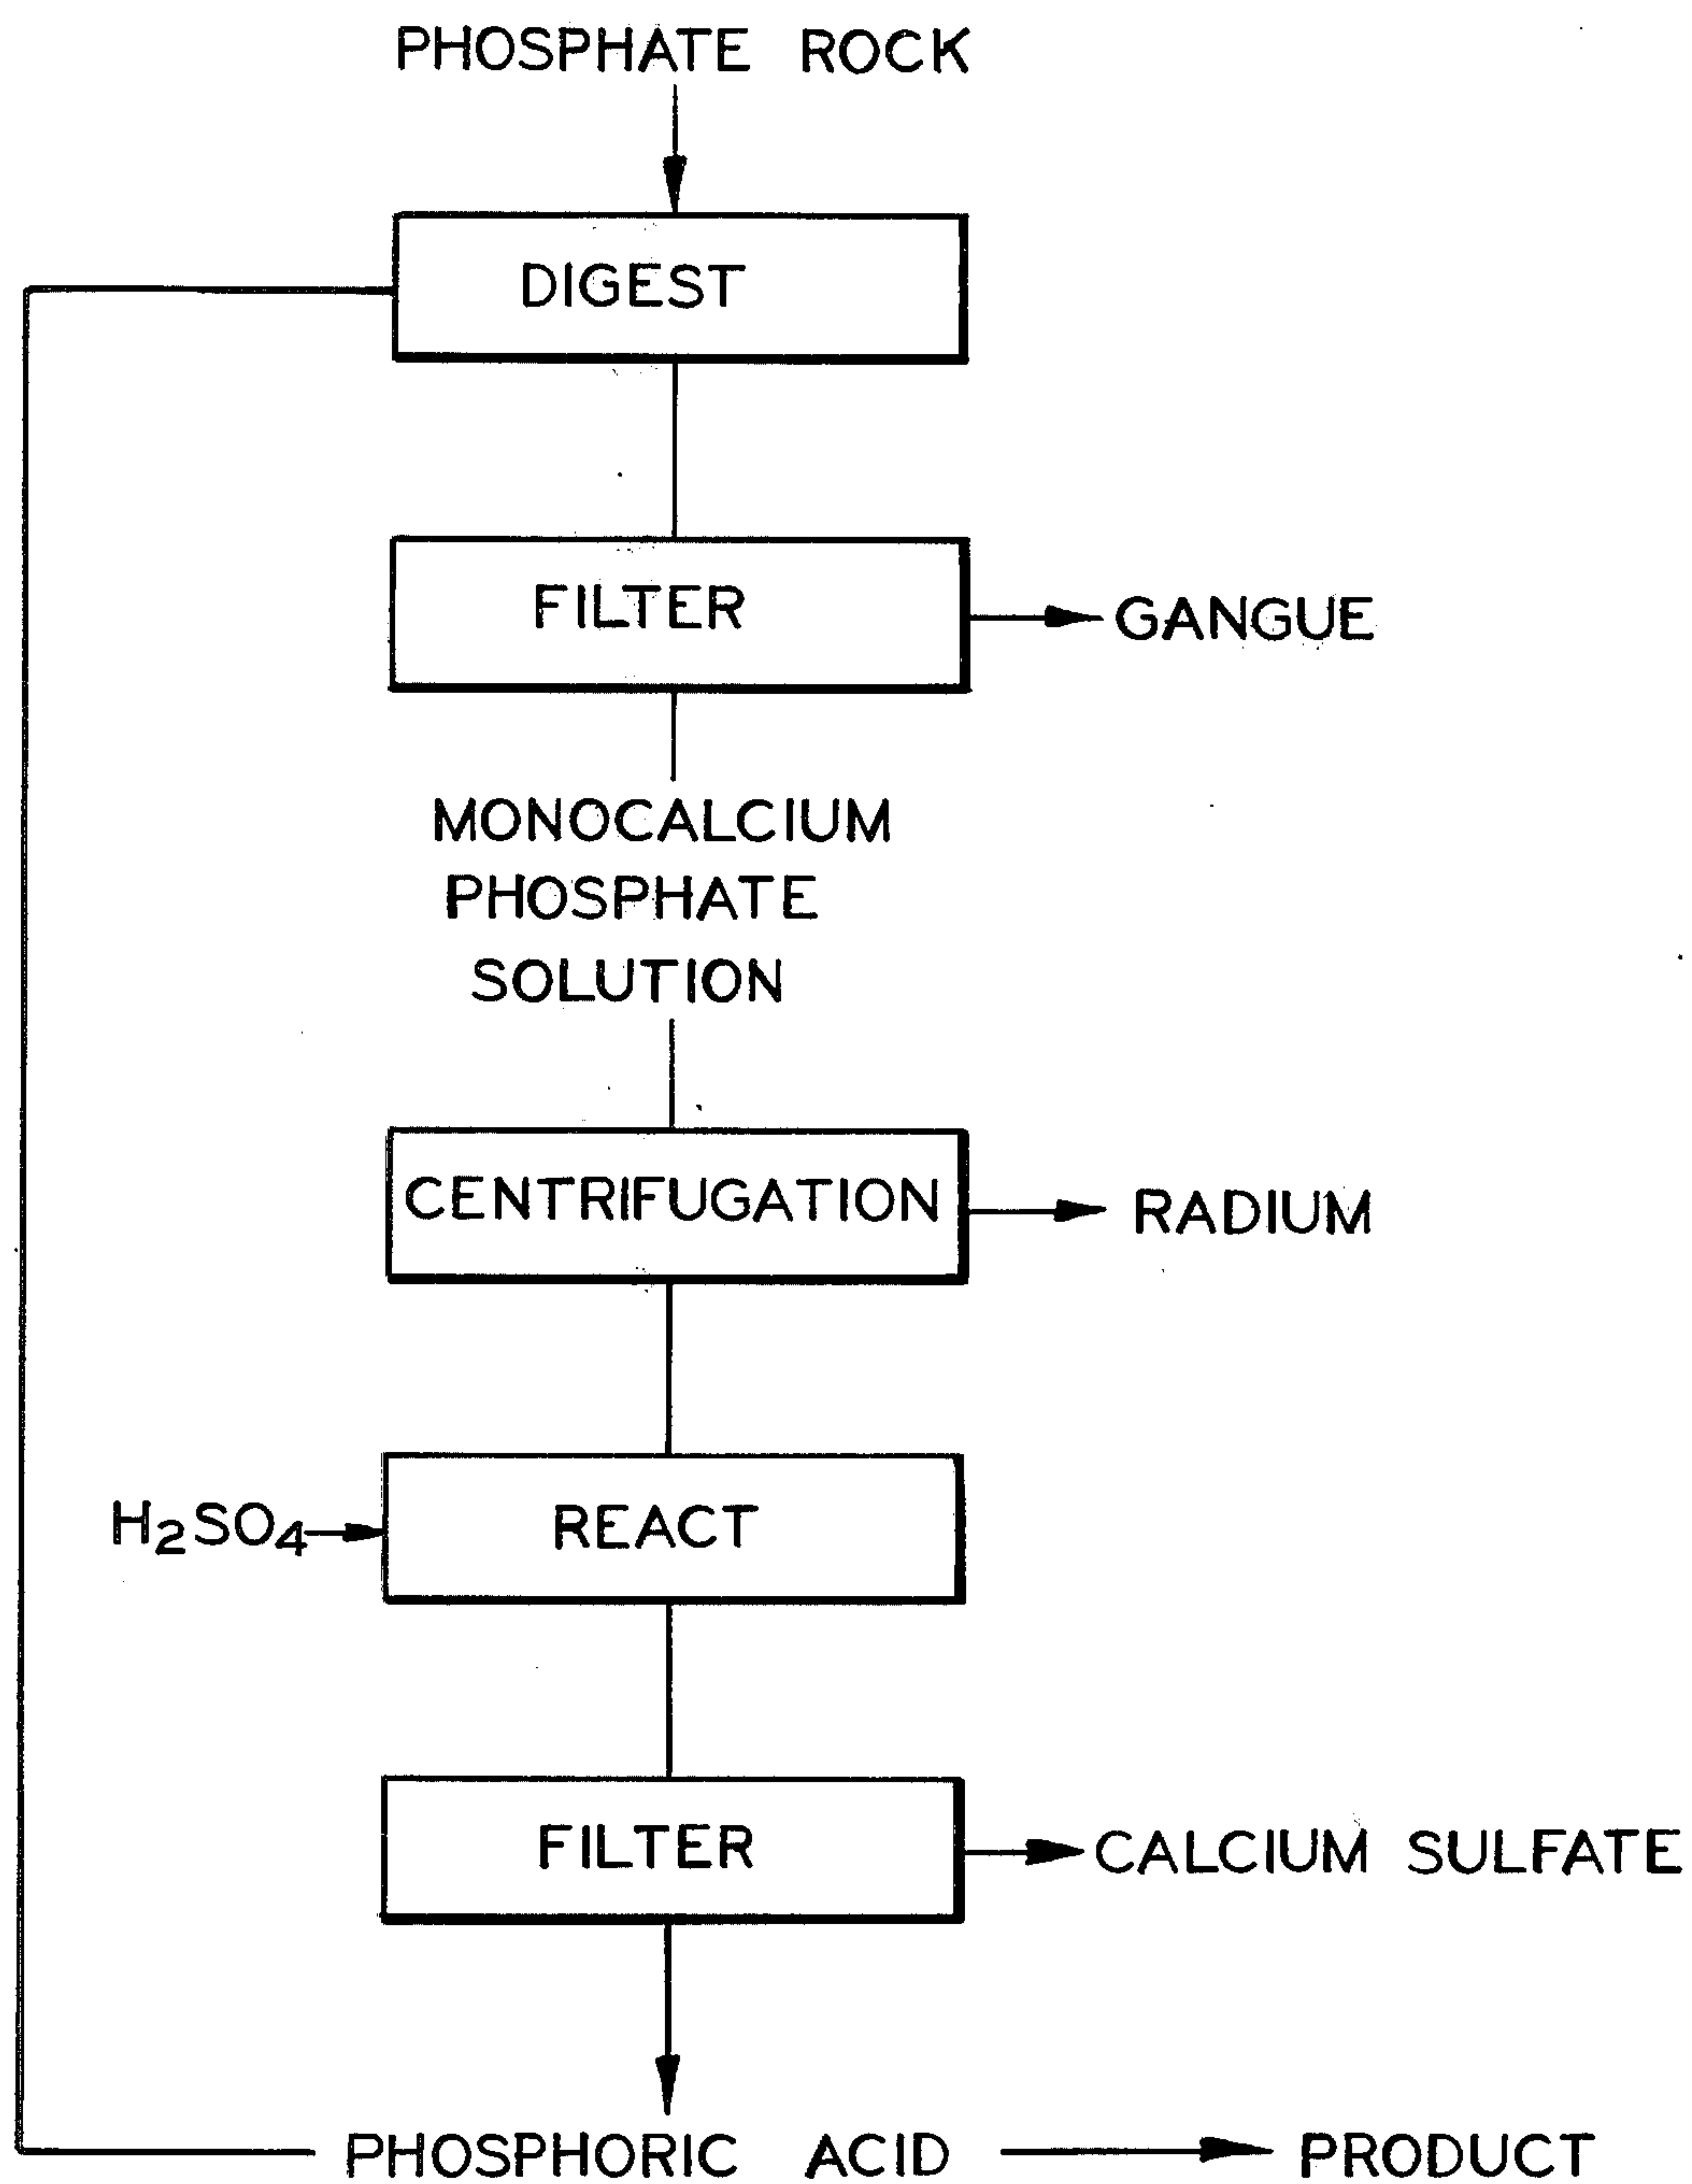 PHOSPHATE ROCK
DIGEST
FILTER
GANGUE
MONOCALCIUM
PHOSPHATE
SOLUTION
CENTRIFUGATION
RADIUM
H₂SO₄
REACT
FILTER
CALCIUM SULFATE
PHOSPHORIC ACID
PRODUCT